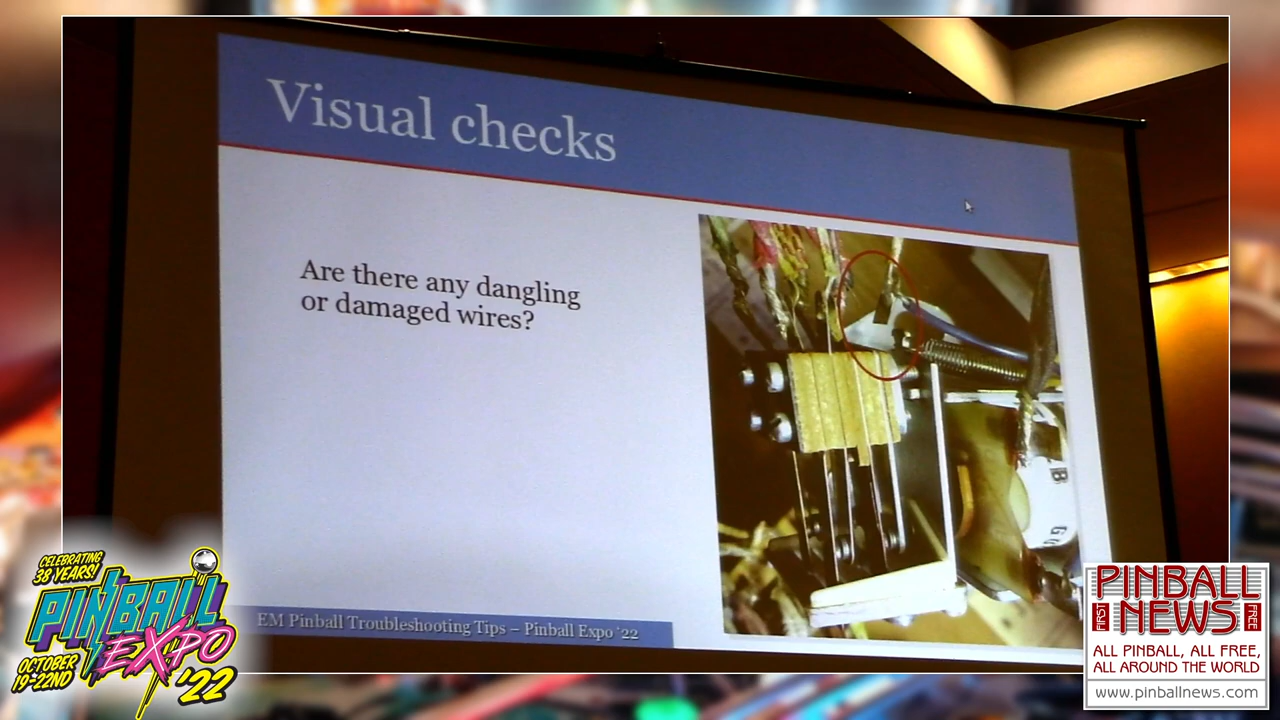 Visual checks
Are there any dangling
or damaged wires?
EM Pinball Troubleshooting Tips – Pinball Expo '22
CELEBRATING
38 YEARS!
PINBALL
EXPO
OCTOBER
19-22ND
'22
PINBALL
FAST NEWS FREE
ALL PINBALL, ALL FREE,
ALL AROUND THE WORLD
www.pinballnews.com